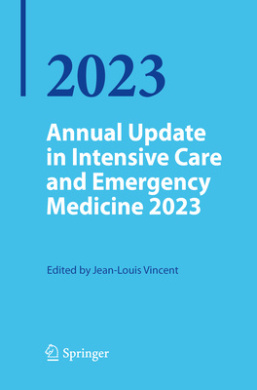 2023
Annual Update
in Intensive Care
and Emergency
Medicine 2023
Edited by Jean-Louis Vincent
Springer